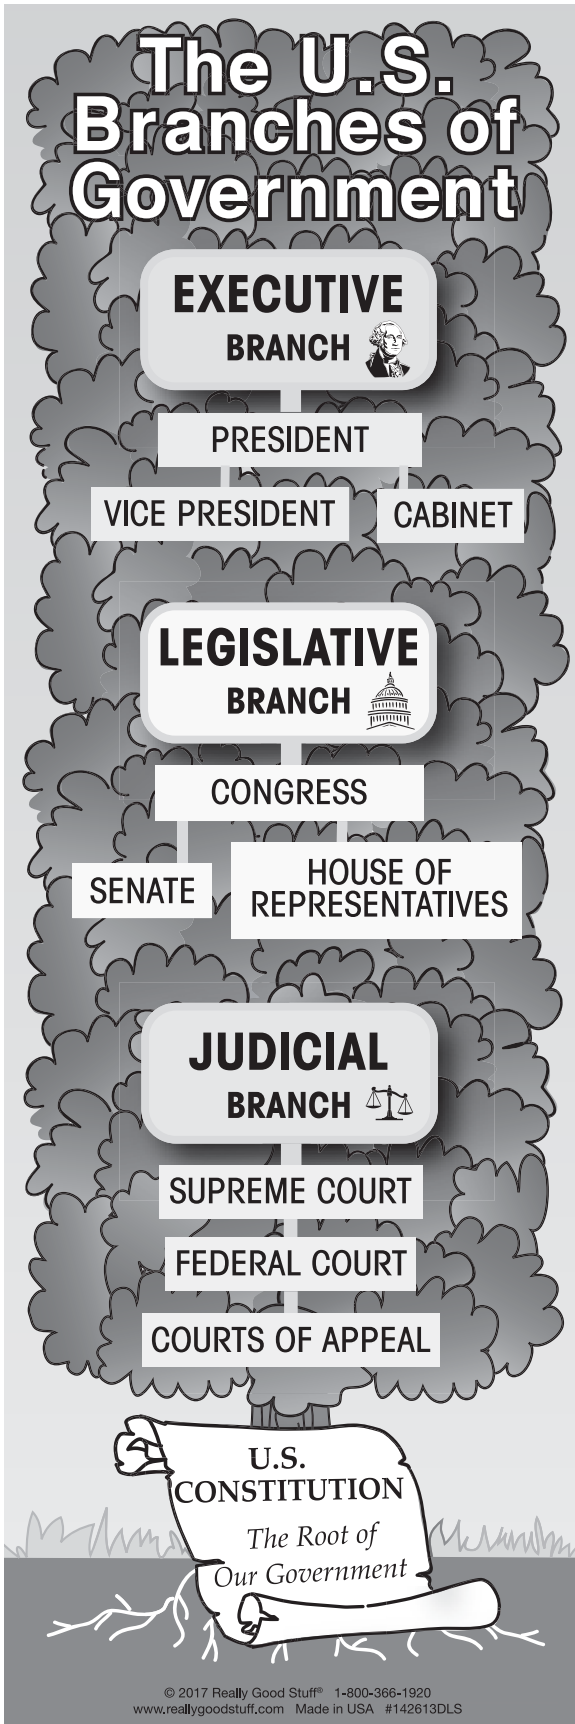 The U.S.
Branches of
Government
EXECUTIVE
BRANCH
PRESIDENT
VICE PRESIDENT
CABINET
LEGISLATIVE
BRANCH
CONGRESS
SENATE
HOUSE OF
REPRESENTATIVES
JUDICIAL
BRANCH
SUPREME COURT
FEDERAL COURT
COURTS OF APPEAL
U.S.
CONSTITUTION
The Root of
Our Government
© 2017 Really Good Stuff® 1-800-366-1920
www.reallygoodstuff.com Made in USA #142613DLS